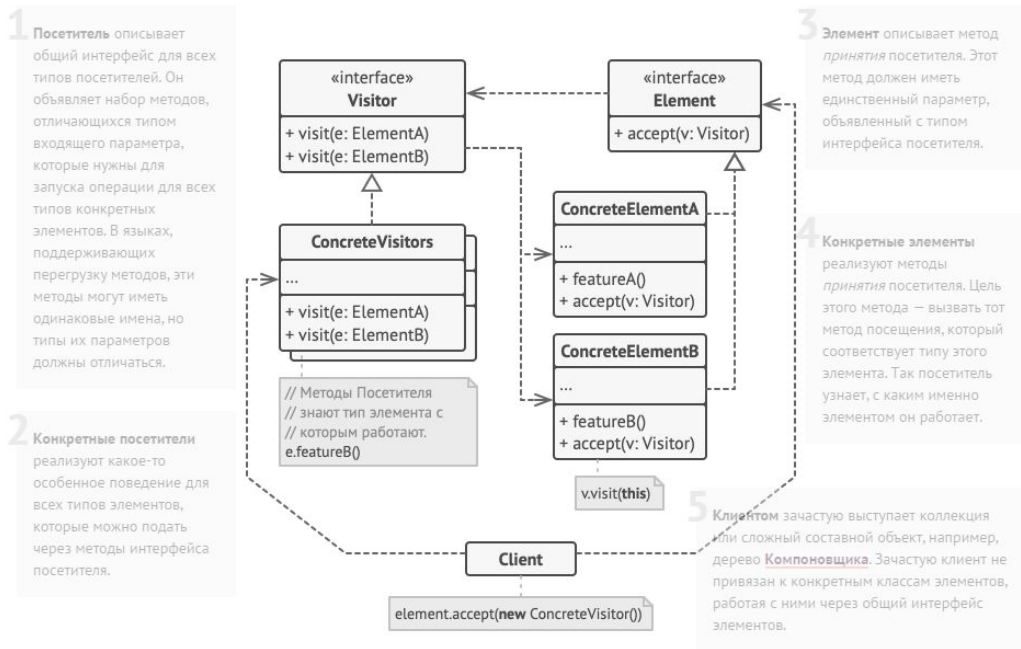 1
Посетитель описывает
общий интерфейс для всех
типов посетителей. Он
объявляет набор методов,
отличающихся типом
входящего параметра,
которые нужны для
запуска операции для всех
типов конкретных
элементов. В языках,
поддерживающих
перегрузку методов, эти
методы могут иметь
одинаковые имена, но
типы их параметров
должны отличаться.
2
Конкретные посетители
реализуют какое-то
особенное поведение для
всех типов элементов,
которые можно подать
через методы интерфейса
посетителя.
«interface»
Visitor
+ visit(e: ElementA)
+ visit(e: ElementB)
ConcreteVisitors
...
+ visit(e: ElementA)
+ visit(e: ElementB)
// Методы Посетителя
// знают тип элемента с
// которым работают.
e.featureB()
«interface»
Element
+ accept(v: Visitor)
ConcreteElementA
...
+ featureA()
+ accept(v: Visitor)
ConcreteElementB
...
+ featureB()
+ accept(v: Visitor)
v.visit(this)
Client
element.accept(new ConcreteVisitor())
3
Элемент описывает метод
принятия посетителя. Этот
метод должен иметь
единственный параметр,
объявленный с типом
интерфейса посетителя.
4
Конкретные элементы
реализуют методы
принятия посетителя. Цель
этого метода — вызвать тот
метод посещения, который
соответствует типу этого
элемента. Так посетитель
узнает, с каким именно
элементом он работает.
5
Клиентом зачастую выступает коллекция
или сложный составной объект, например,
дерево Компоновщика. Зачастую клиент не
привязан к конкретным классам элементов,
работая с ними через общий интерфейс
элементов.